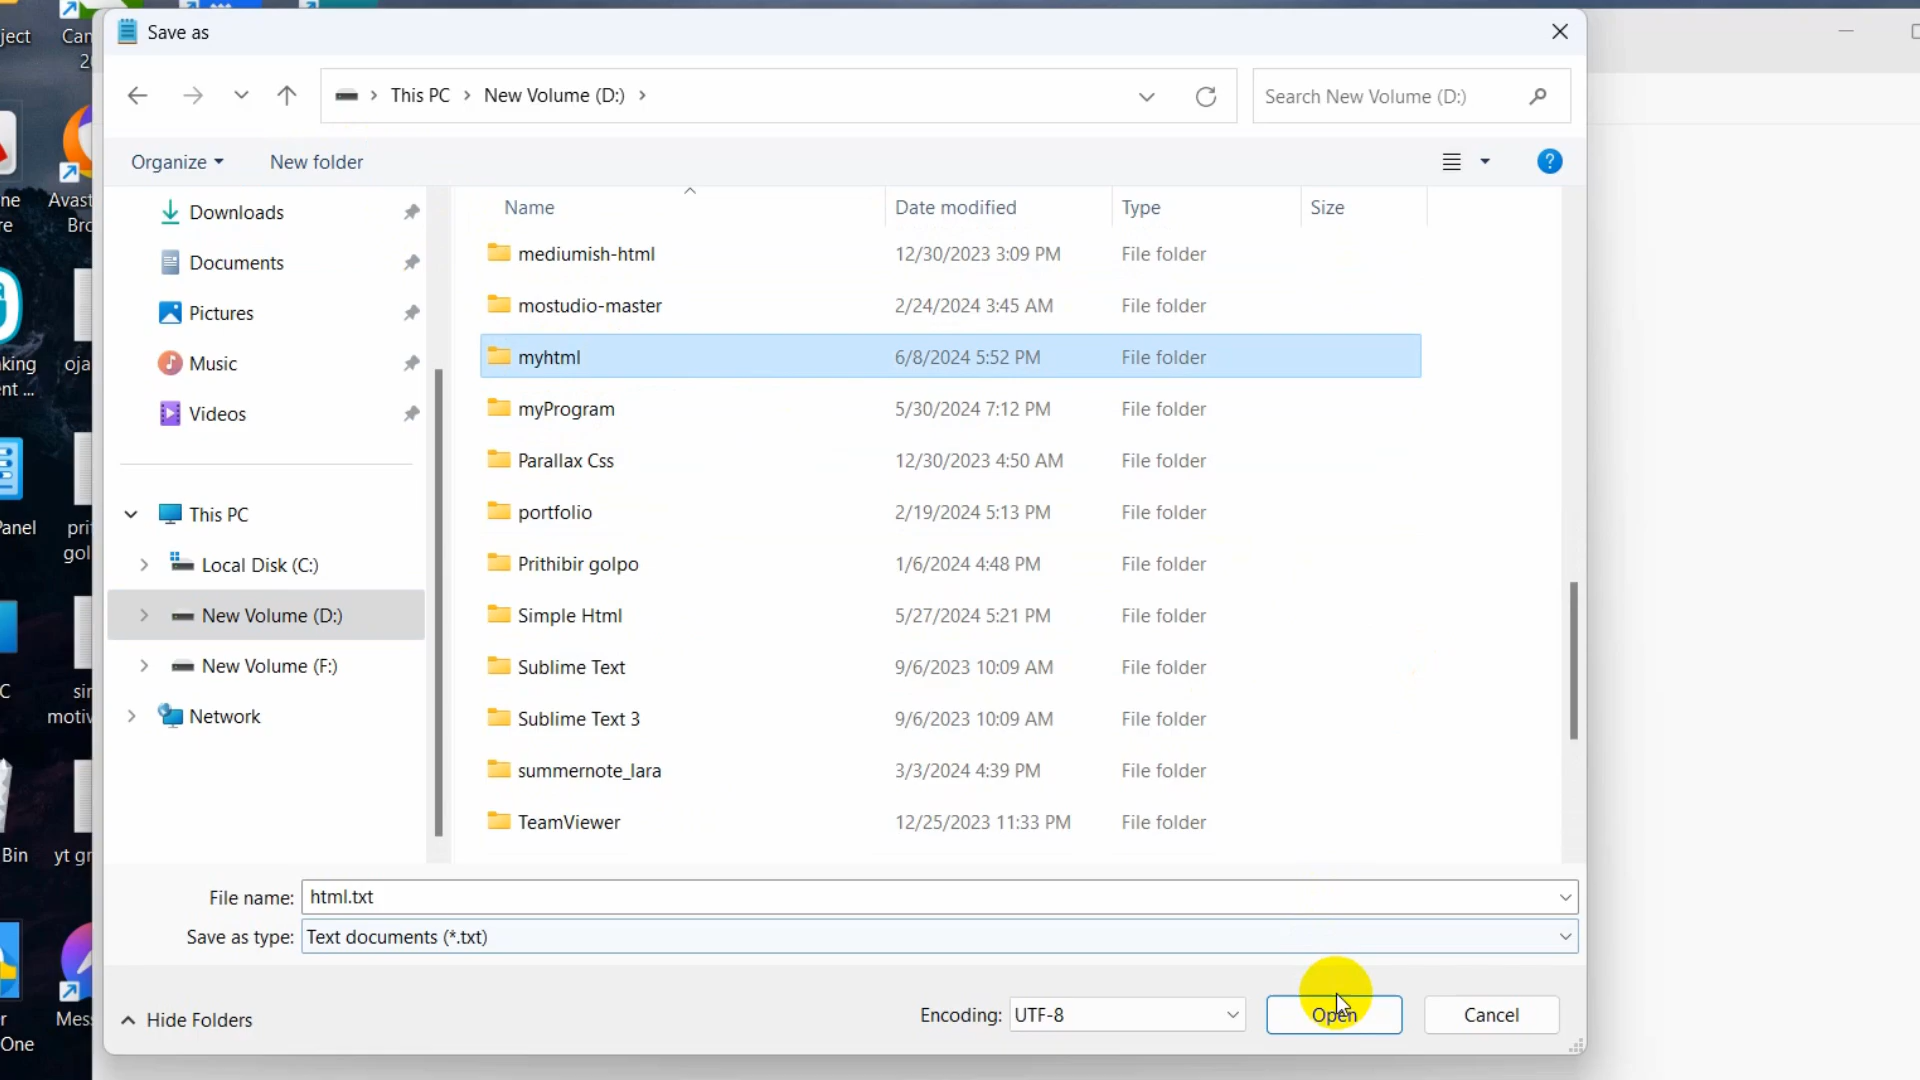 Save as
This PC
New Volume (D:)
Search New Volume (D:)
Organize
New folder
Name
Date modified
Type
Size
Downloads
Documents
Pictures
Music
Videos
This PC
Local Disk (C:)
New Volume (D:)
New Volume (F:)
Network
mediumish-html 12/30/2023 3:09 PM File folder
mostudio-master 2/24/2024 3:45 AM File folder
myhtml 6/8/2024 5:52 PM File folder
myProgram 5/30/2024 7:12 PM File folder
Parallax Css 12/30/2023 4:50 AM File folder
portfolio 2/19/2024 5:13 PM File folder
Prithibir golpo 1/6/2024 4:48 PM File folder
Simple Html 5/27/2024 5:21 PM File folder
Sublime Text 9/6/2023 10:09 AM File folder
Sublime Text 3 9/6/2023 10:09 AM File folder
summernote_lara 3/3/2024 4:39 PM File folder
TeamViewer 12/25/2023 11:33 PM File folder
File name: html.txt
Save as type: Text documents (*.txt)
Hide Folders
Encoding: UTF-8
Open
Cancel
Bin
One